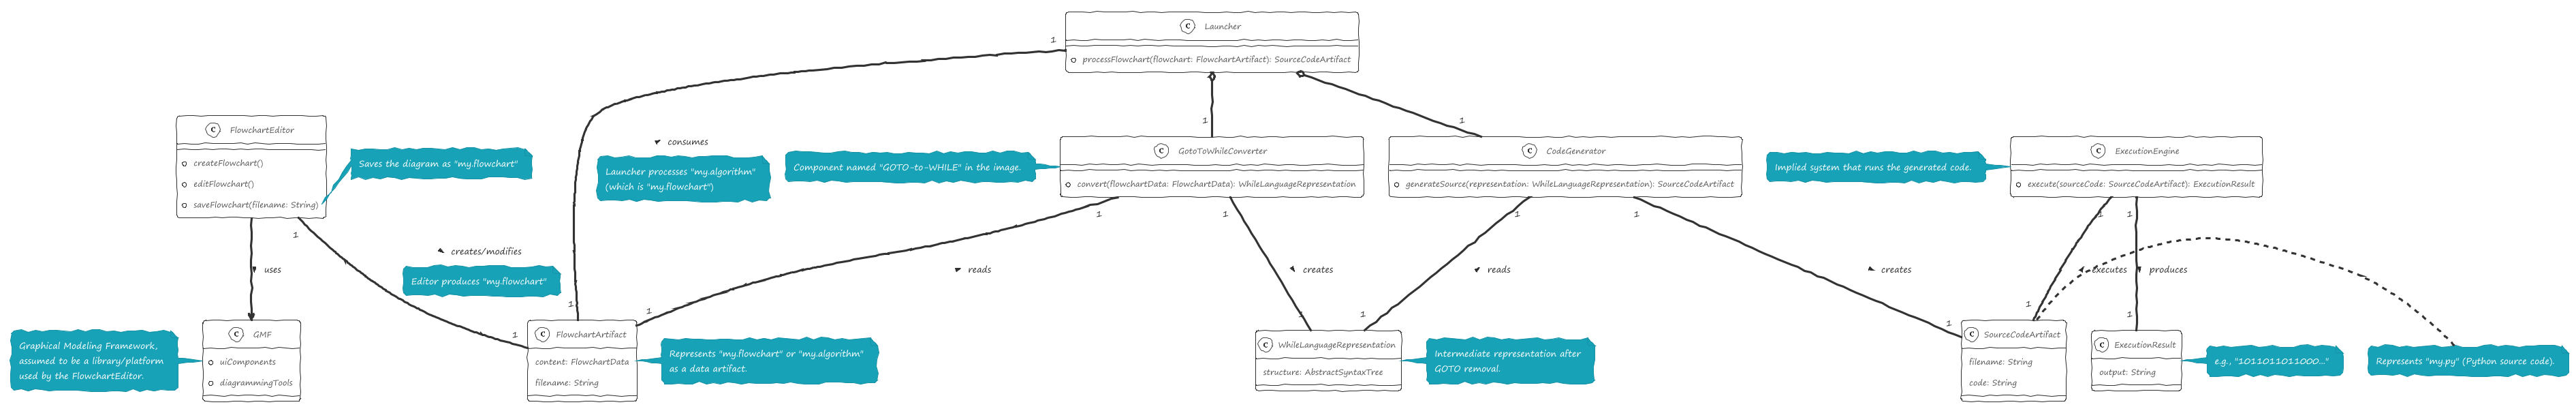 C Launcher
processFlowchart(flowchart: FlowchartArtifact): SourceCodeArtifact
1
1
1
consumes
C FlowchartEditor
createFlowchart()
editFlowchart()
saveFlowchart(filename: String)
Saves the diagram as "my.flowchart"
Launcher processes "my.algorithm"
(which is "my.flowchart")
Component named "GOTO-to-WHILE" in the image.
C GotoToWhileConverter
convert(flowchartData: FlowchartData): WhileLanguageRepresentation
C CodeGenerator
generateSource(representation: WhileLanguageRepresentation): SourceCodeArtifact
Implied system that runs the generated code.
C ExecutionEngine
execute(sourceCode: SourceCodeArtifact): ExecutionResult
1
1
1
1
1
1
1
creates/modifies
Editor produces "my.flowchart"
uses
reads
creates
reads
creates
executes
produces
1
1
1
1
1
1
1
1
Graphical Modeling Framework,
assumed to be a library/platform
used by the FlowchartEditor.
C GMF
uiComponents
diagrammingTools
C FlowchartArtifact
content: FlowchartData
filename: String
Represents "my.flowchart" or "my.algorithm"
as a data artifact.
C WhileLanguageRepresentation
structure: AbstractSyntaxTree
Intermediate representation after
GOTO removal.
C SourceCodeArtifact
filename: String
code: String
C ExecutionResult
output: String
e.g., "1011011011000..."
Represents "my.py" (Python source code).